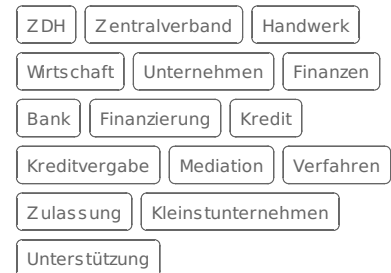 ZDH Zentralverband Handwerk
Wirtschaft Unternehmen Finanzen
Bank Finanzierung Kredit
Kreditvergabe Mediation Verfahren
Zulassung Kleinstunternehmen
Unterstützung